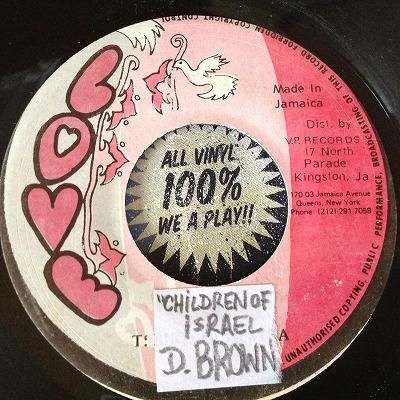 LOVE
Made In
Jamaica
Dist. by
V.P. RECORDS
17 North
Parade
Kingston, Ja
170-03 Jamaica Avenue
Queens, New York
Phone: (212) 291-7058
ALL VINYL
100%
WE A PLAY!!
"CHILDREN OF
ISRAEL
D. BROWN
UNAUTHORISED COPYING, PUBLIC PERFORMANCE, BROADCASTING OF THIS RECORD FORBIDDEN COPYRIGHT CONTROL